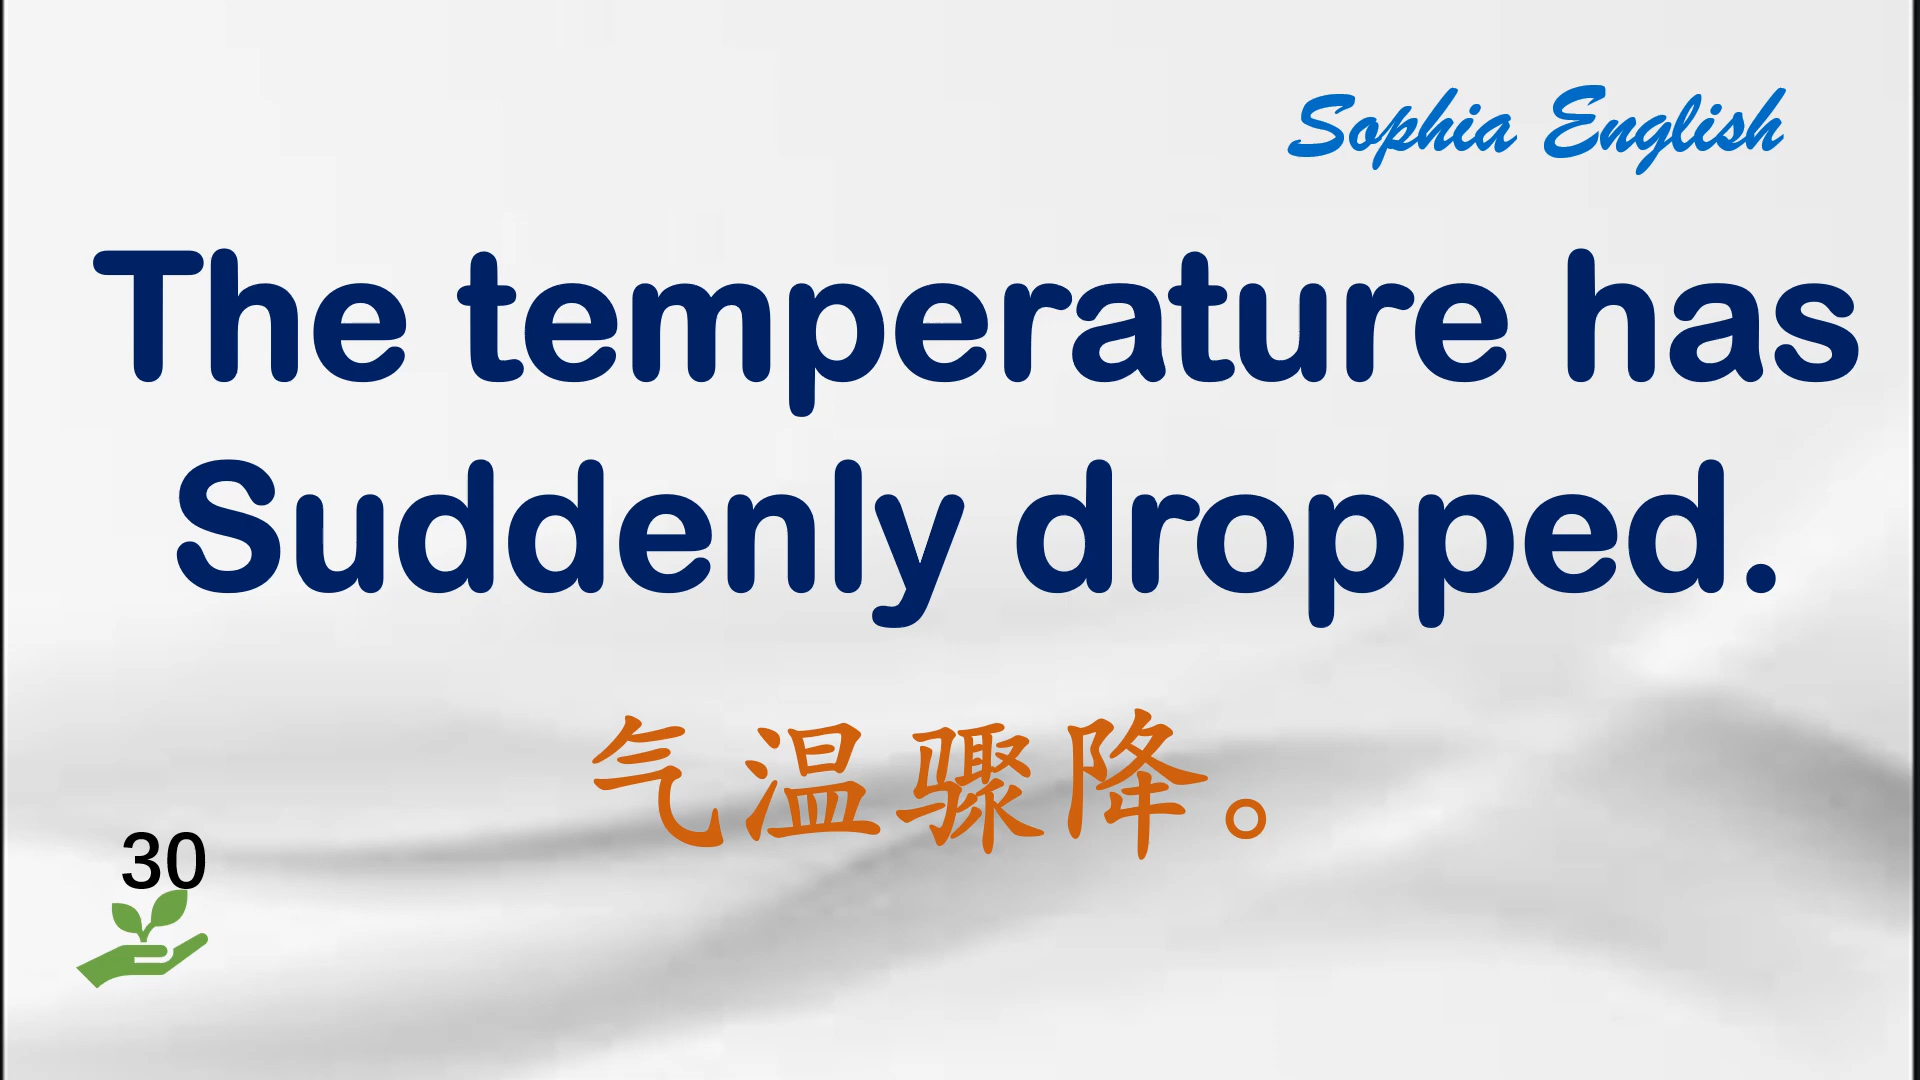 Sophia English
The temperature has
Suddenly dropped.
气温骤降。
30